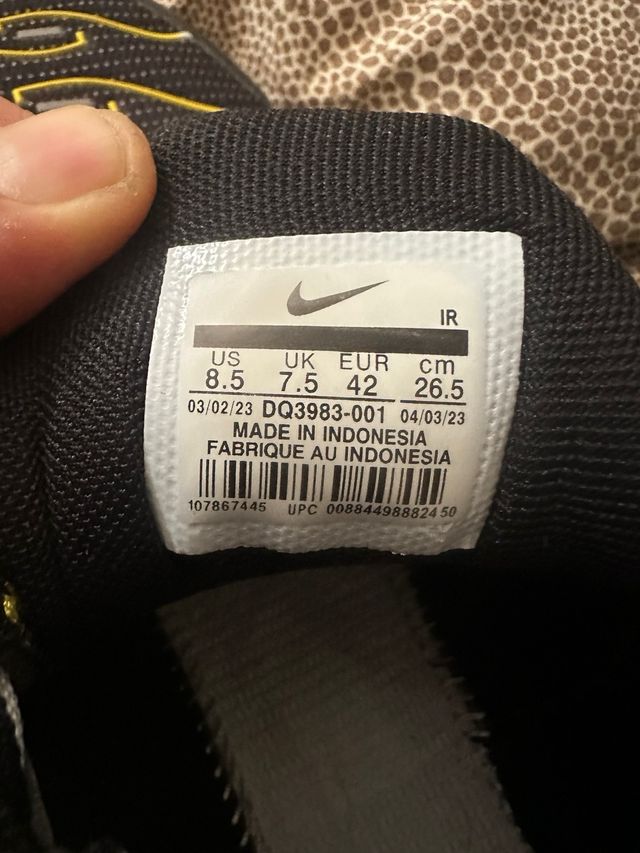 IR
US UK EUR cm
8.5 7.5 42 26.5
03/02/23 DQ3983-001 04/03/23
MADE IN INDONESIA
FABRIQUE AU INDONESIA
107867445 UPC 00884498882450